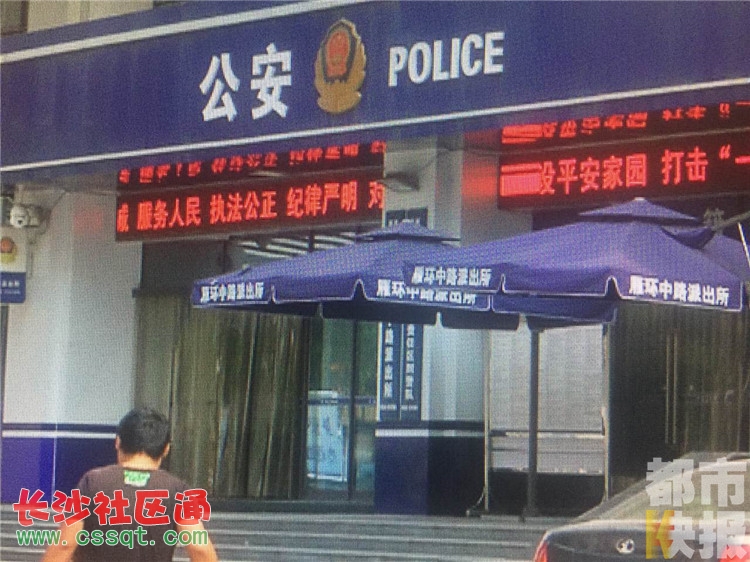 公安 POLICE
设平安家园 打击 "一
服务人民 执法公正 纪律严明 对
雁环中路派出所
雁环中路派出所
雁环中路派出所
路派出所
长沙社区通
www.cssqt.com
都市
快报